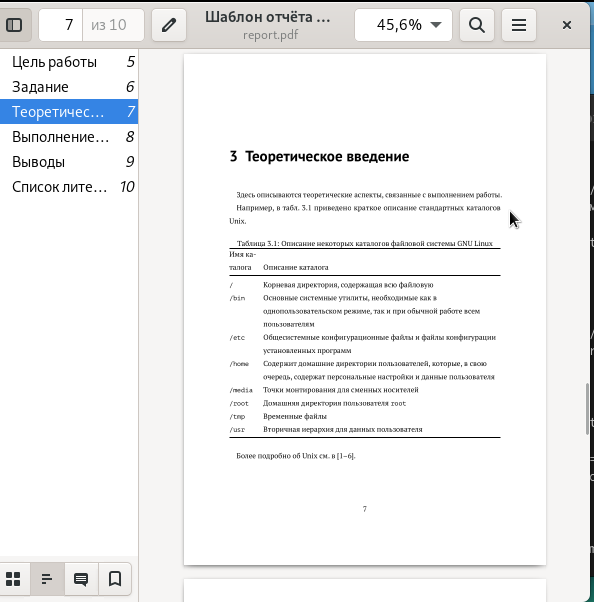 7 из 10
Шаблон отчёта ...
report.pdf
45,6%
Цель работы 5
Задание 6
Теоретичес... 7
Выполнение... 8
Выводы 9
Список лите... 10
3 Теоретическое введение
Здесь описываются теоретические аспекты, связанные с выполнением работы.
Например, в табл. 3.1 приведено краткое описание стандартных каталогов
Unix.
Таблица 3.1: Описание некоторых каталогов файловой системы GNU Linux
Имя ка-
талога Описание каталога
/ Корневая директория, содержащая всю файловую
/bin Основные системные утилиты, необходимые как в
однопользовательском режиме, так и при обычной работе всем
пользователям
/etc Общесистемные конфигурационные файлы и файлы конфигурации
установленных программ
/home Содержит домашние директории пользователей, которые, в свою
очередь, содержат персональные настройки и данные пользователя
/media Точки монтирования для сменных носителей
/root Домашняя директория пользователя root
/tmp Временные файлы
/usr Вторичная иерархия для данных пользователя
Более подробно об Unix см. в [1–6].
7